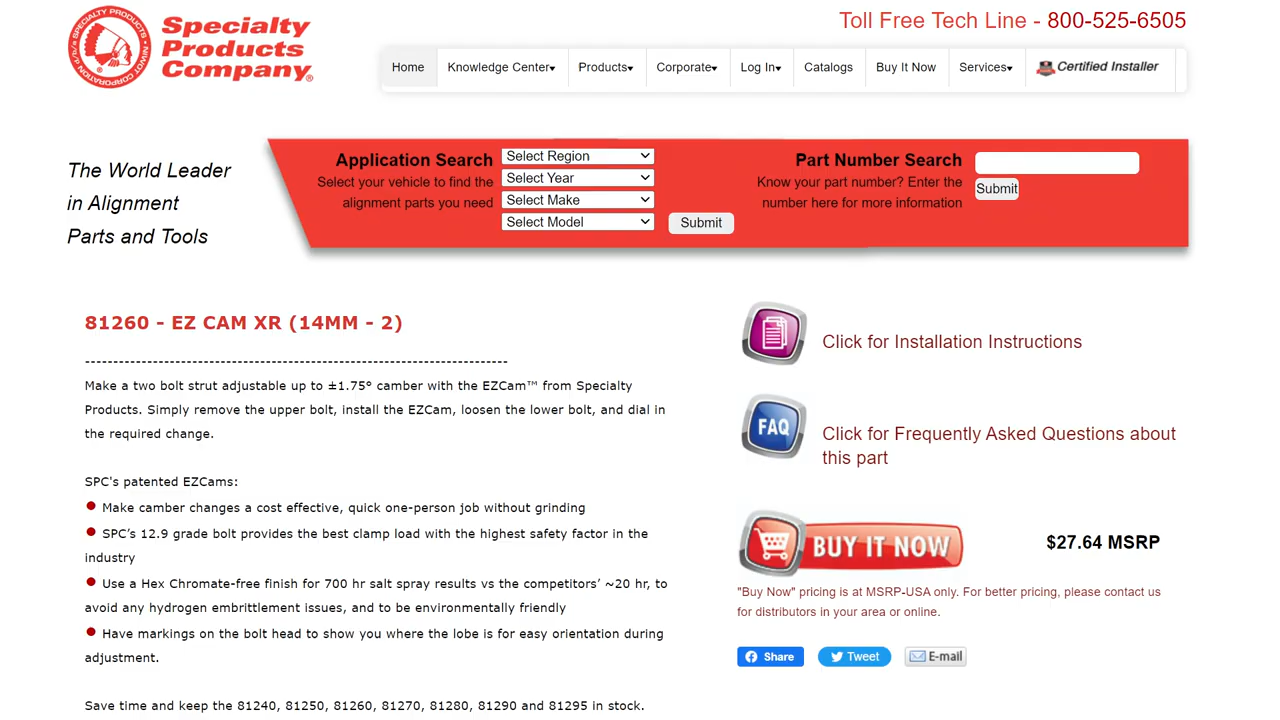 SPECIALTY PRODUCTS
d/b/a NIWOT CORPORATION
Specialty
Products
Company®
Toll Free Tech Line - 800-525-6505
Home Knowledge Center▾ Products▾ Corporate▾ Log In▾ Catalogs Buy It Now Services▾ Certified Installer
The World Leader
in Alignment
Parts and Tools
Application Search
Select your vehicle to find the
alignment parts you need
Select Region
Select Year
Select Make
Select Model
Submit
Part Number Search
Know your part number? Enter the
number here for more information
Submit
81260 - EZ CAM XR (14MM - 2)
---------------------------------------------------------------------------
Make a two bolt strut adjustable up to ±1.75° camber with the EZCam™ from Specialty
Products. Simply remove the upper bolt, install the EZCam, loosen the lower bolt, and dial in
the required change.
SPC's patented EZCams:
● Make camber changes a cost effective, quick one-person job without grinding
● SPC’s 12.9 grade bolt provides the best clamp load with the highest safety factor in the
industry
● Use a Hex Chromate-free finish for 700 hr salt spray results vs the competitors’ ~20 hr, to
avoid any hydrogen embrittlement issues, and to be environmentally friendly
● Have markings on the bolt head to show you where the lobe is for easy orientation during
adjustment.
Save time and keep the 81240, 81250, 81260, 81270, 81280, 81290 and 81295 in stock.
Click for Installation Instructions
FAQ
Click for Frequently Asked Questions about
this part
BUY IT NOW
$27.64 MSRP
"Buy Now" pricing is at MSRP-USA only. For better pricing, please contact us
for distributors in your area or online.
Share Tweet E-mail